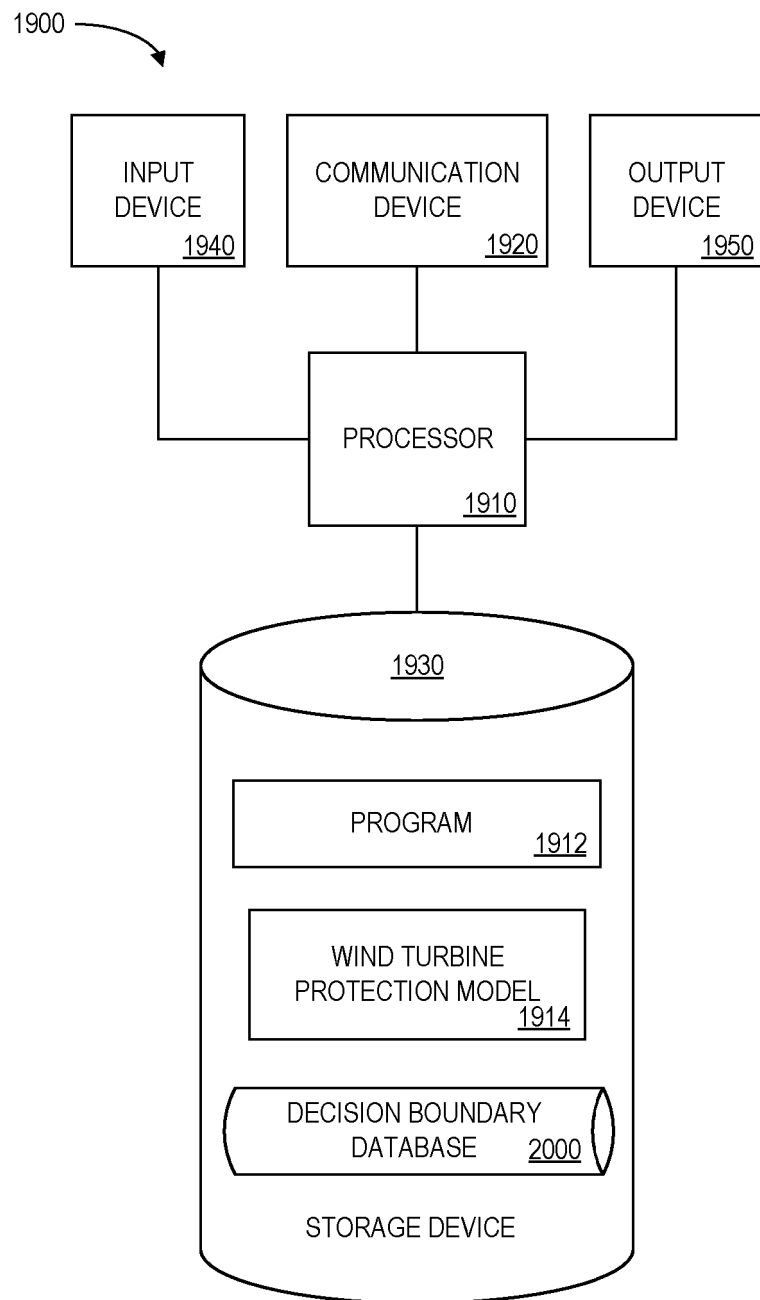 1900
INPUT
DEVICE
1940
COMMUNICATION
DEVICE
1920
OUTPUT
DEVICE
1950
PROCESSOR
1910
1930
PROGRAM
1912
WIND TURBINE
PROTECTION MODEL
1914
DECISION BOUNDARY
DATABASE
2000
STORAGE DEVICE